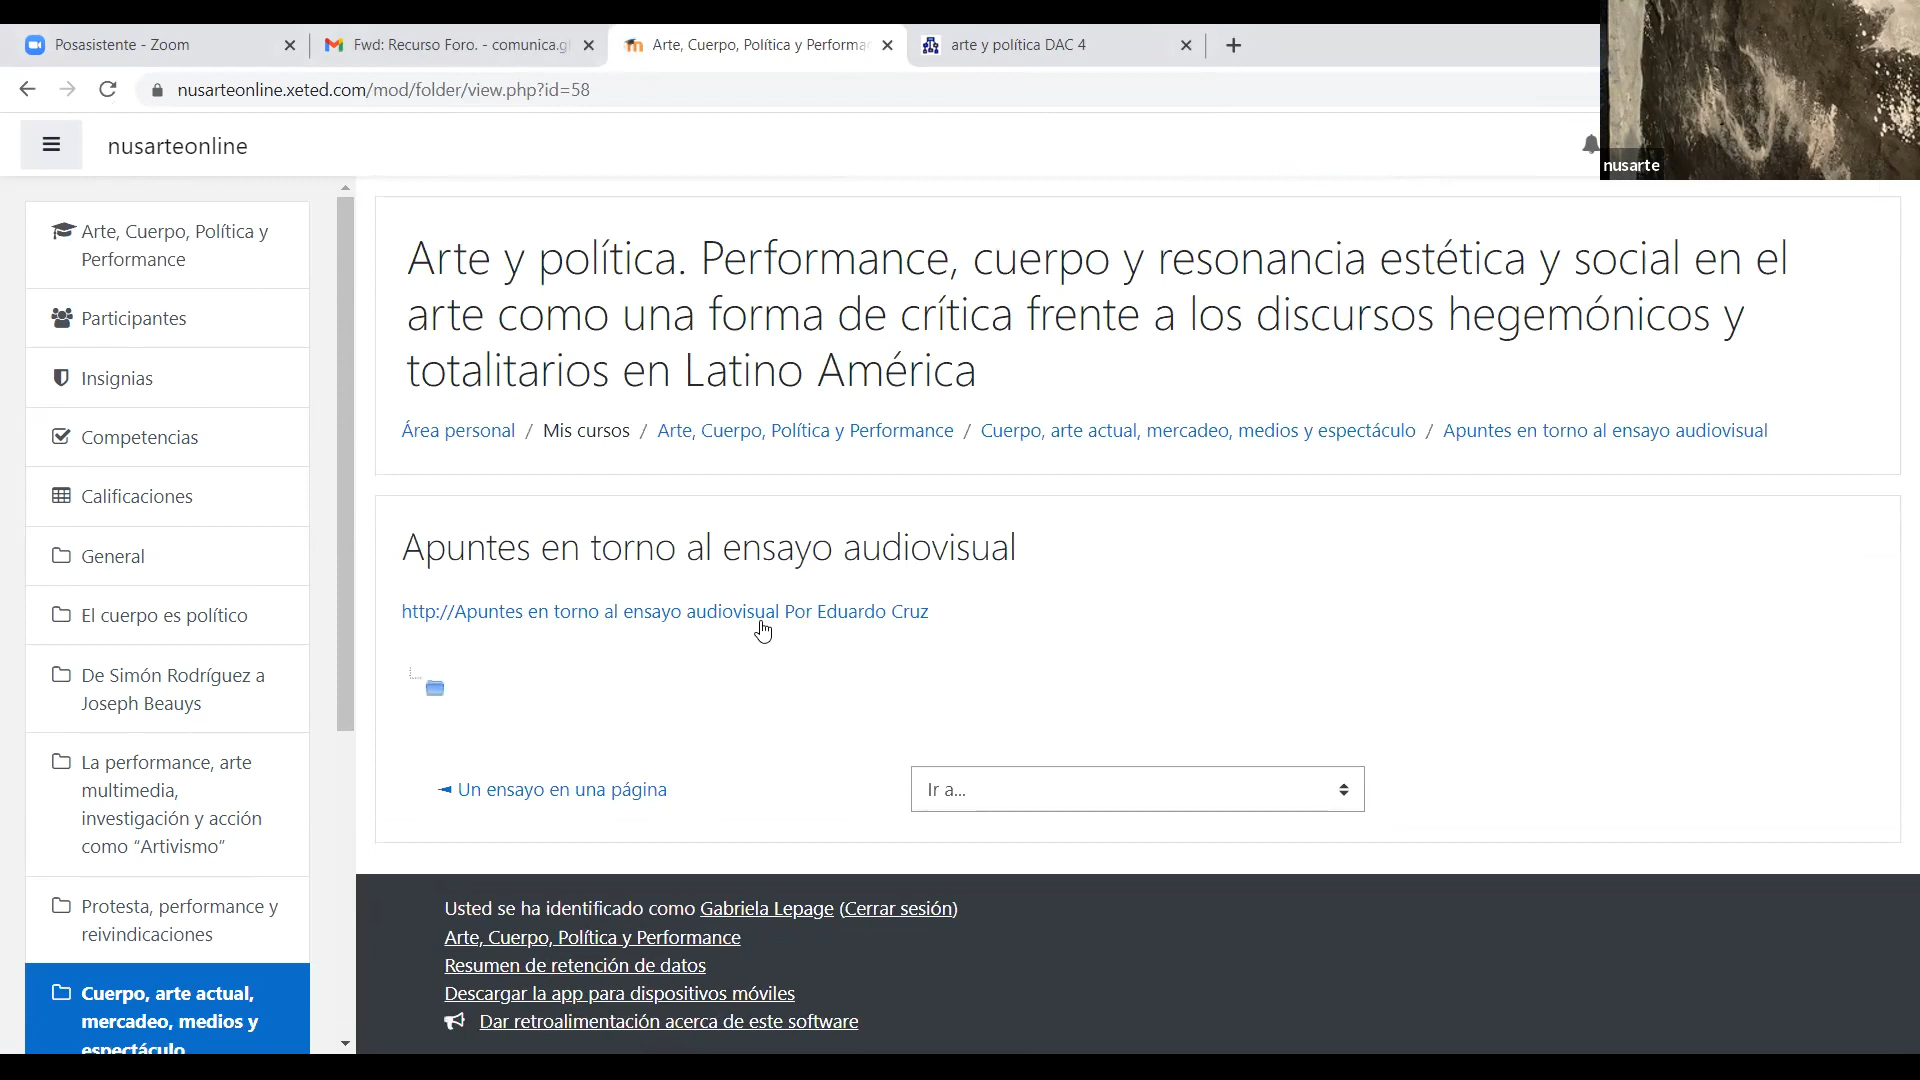 Posasistente - Zoom
Fwd: Recurso Foro. - comunica.g
Arte, Cuerpo, Política y Performa
arte y política DAC 4
nusarteonline.xeted.com/mod/folder/view.php?id=58
nusarteonline
nusarte
Arte, Cuerpo, Política y
Performance
Participantes
Insignias
Competencias
Calificaciones
General
El cuerpo es político
De Simón Rodríguez a
Joseph Beauys
La performance, arte
multimedia,
investigación y acción
como “Artivismo”
Protesta, performance y
reivindicaciones
Cuerpo, arte actual,
mercadeo, medios y
espectáculo
Arte y política. Performance, cuerpo y resonancia estética y social en el
arte como una forma de crítica frente a los discursos hegemónicos y
totalitarios en Latino América
Área personal / Mis cursos / Arte, Cuerpo, Política y Performance / Cuerpo, arte actual, mercadeo, medios y espectáculo / Apuntes en torno al ensayo audiovisual
Apuntes en torno al ensayo audiovisual
http://Apuntes en torno al ensayo audiovisual Por Eduardo Cruz
◄ Un ensayo en una página
Ir a...
Usted se ha identificado como Gabriela Lepage (Cerrar sesión)
Arte, Cuerpo, Política y Performance
Resumen de retención de datos
Descargar la app para dispositivos móviles
Dar retroalimentación acerca de este software